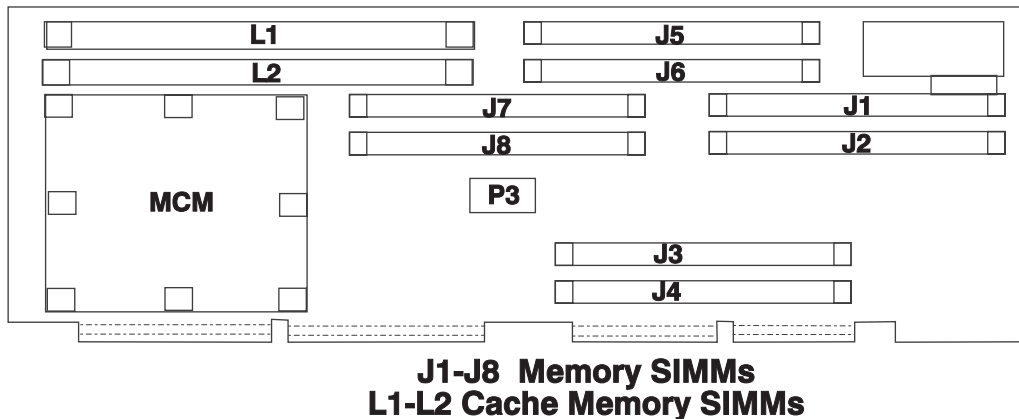 L1
J5
L2
J6
J7
J1
J8
J2
MCM
P3
J3
J4
J1-J8 Memory SIMMs
L1-L2 Cache Memory SIMMs